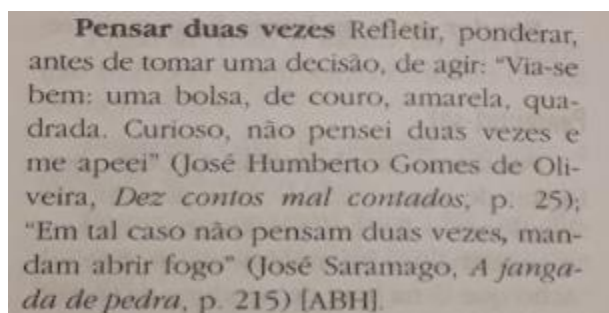 Pensar duas vezes Refletir, ponderar,
antes de tomar uma decisão, de agir: “Via-se
bem: uma bolsa, de couro, amarela, qua-
drada. Curioso, não pensei duas vezes e
me apeei” (José Humberto Gomes de Oli-
veira, Dez contos mal contados, p. 25);
“Em tal caso não pensam duas vezes, man-
dam abrir fogo” (José Saramago, A janga-
da de pedra, p. 215) [ABH].